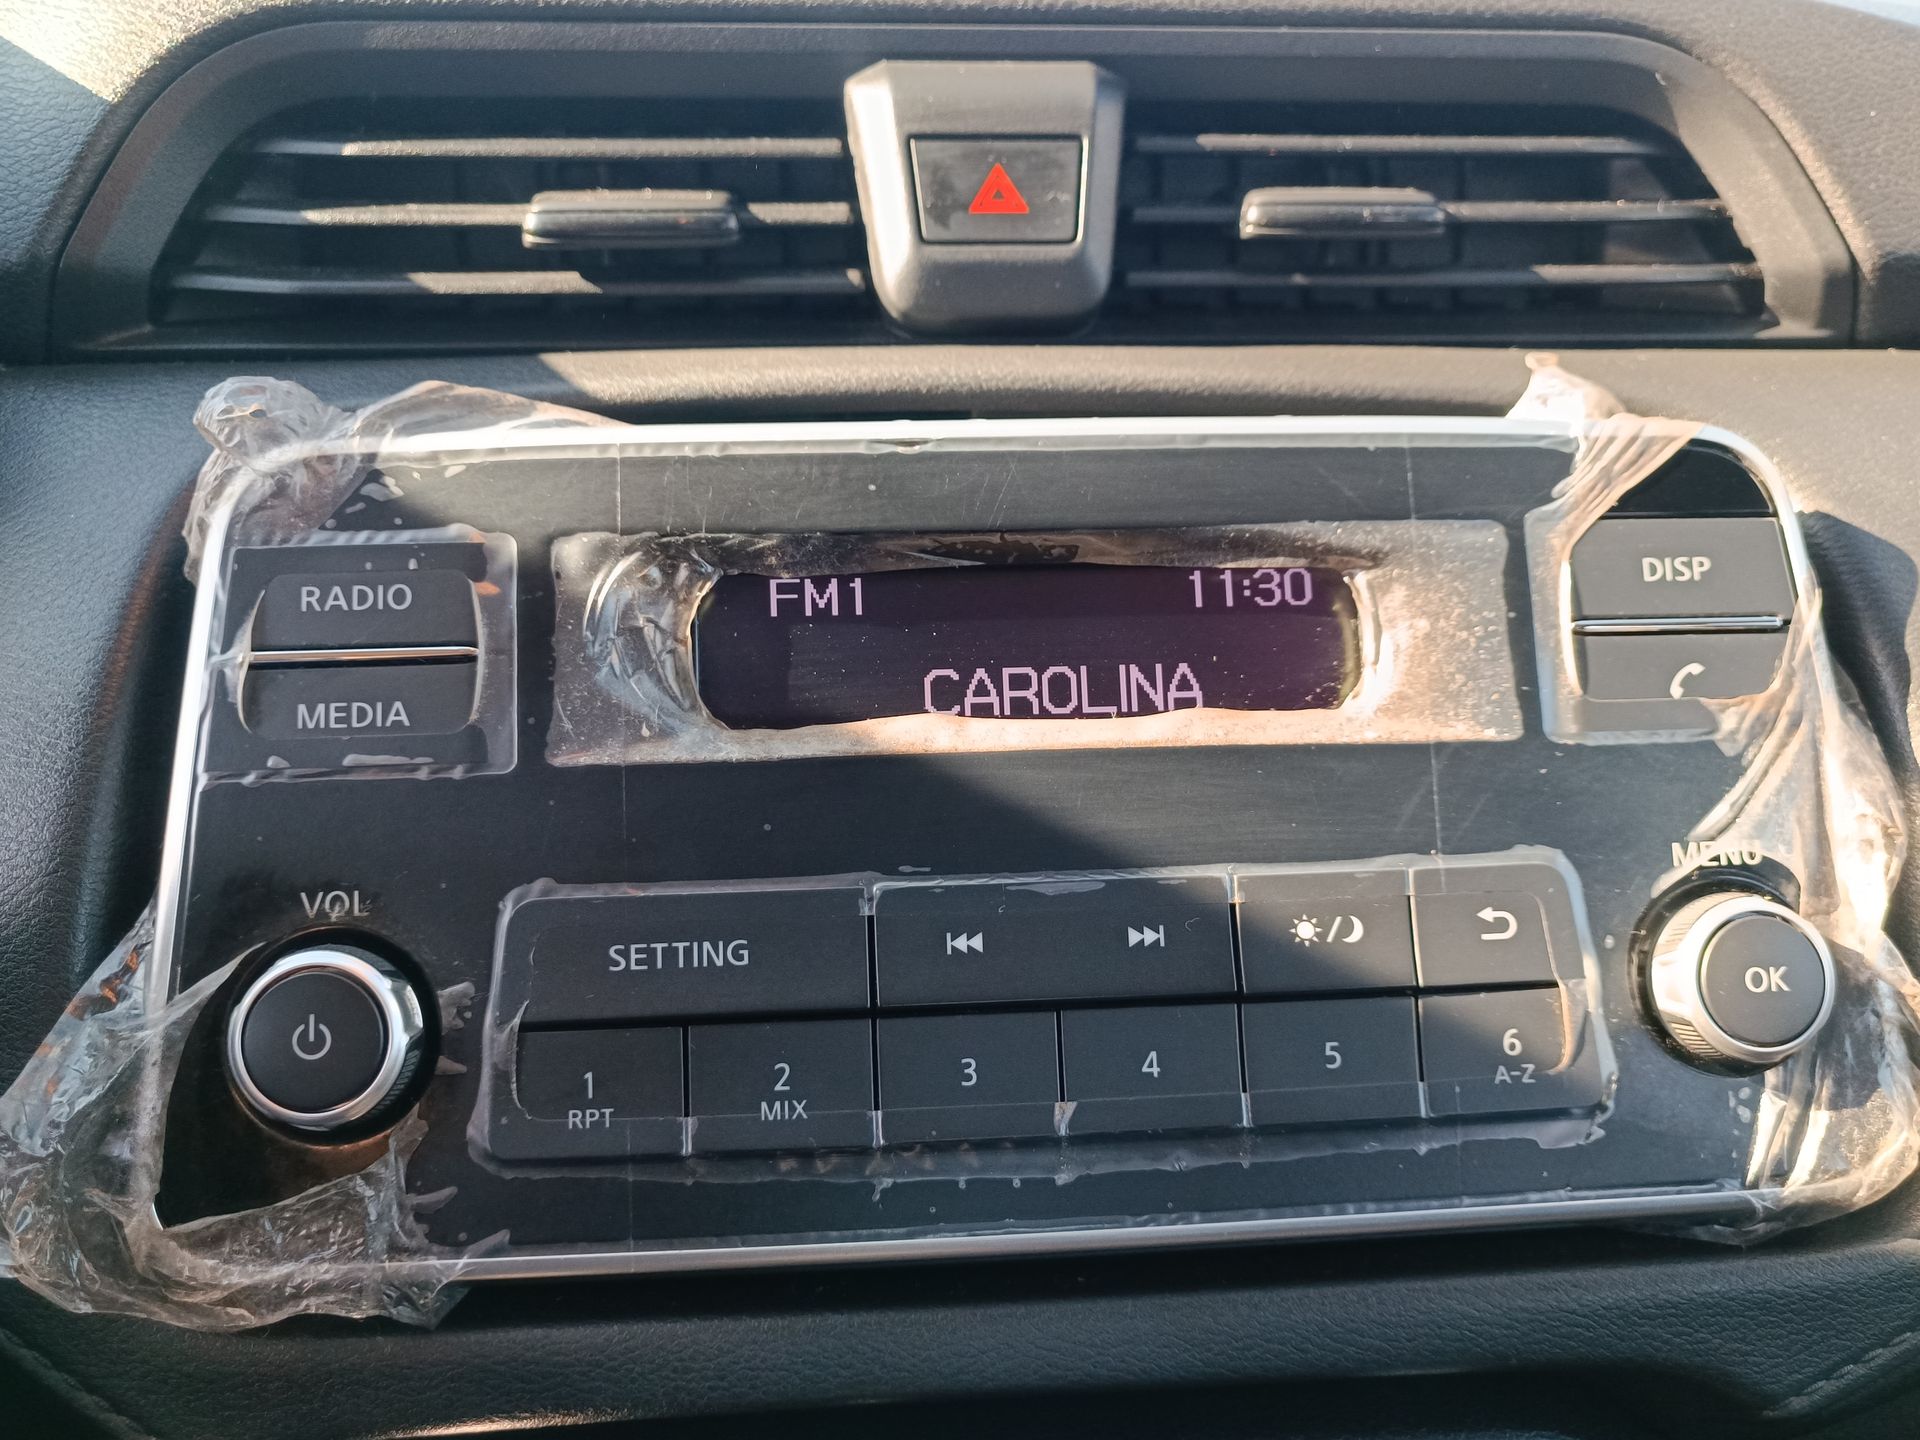 FM1 11:30
CAROLINA
RADIO
MEDIA
DISP
VOL
MENU
SETTING
OK
1
RPT
2
MIX
3
4
5
6
A-Z